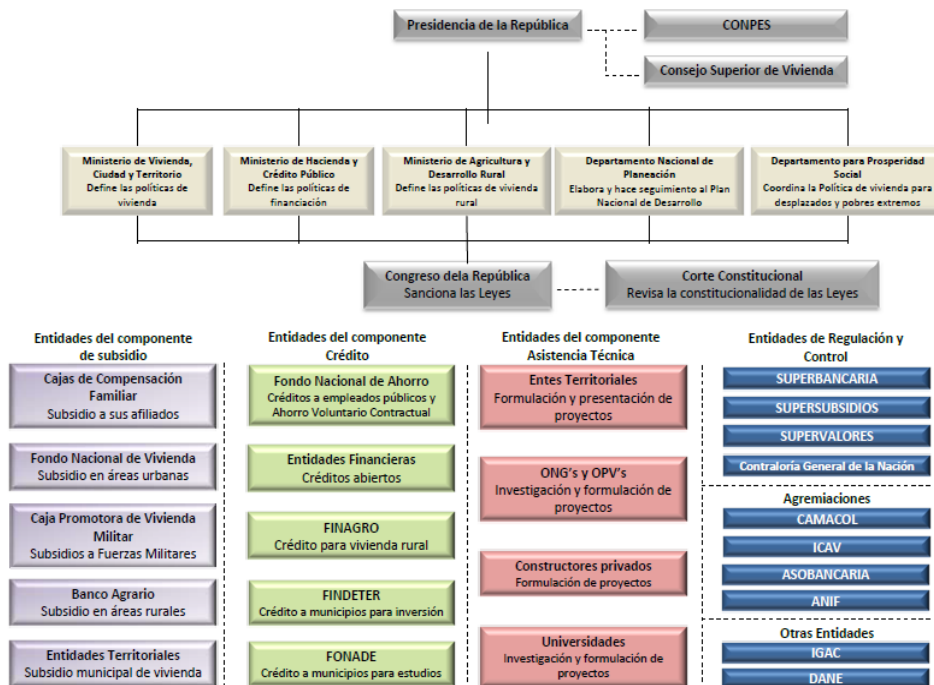 Presidencia de la República
CONPES
Consejo Superior de Vivienda
Ministerio de Vivienda,
Ciudad y Territorio
Define las políticas de
vivienda
Ministerio de Hacienda y
Crédito Público
Define las políticas de
financiación
Ministerio de Agricultura y
Desarrollo Rural
Define las políticas de vivienda
rural
Departamento Nacional de
Planeación
Elabora y hace seguimiento al Plan
Nacional de Desarrollo
Departamento para Prosperidad
Social
Coordina la Política de vivienda para
desplazados y pobres extremos
Congreso dela República
Sanciona las Leyes
Corte Constitucional
Revisa la constitucionalidad de las Leyes
Entidades del componente
de subsidio
Cajas de Compensación
Familiar
Subsidio a sus afiliados
Fondo Nacional de Vivienda
Subsidio en áreas urbanas
Caja Promotora de Vivienda
Militar
Subsidios a Fuerzas Militares
Banco Agrario
Subsidio en áreas rurales
Entidades Territoriales
Subsidio municipal de vivienda
Entidades del componente
Crédito
Fondo Nacional de Ahorro
Créditos a empleados públicos y
Ahorro Voluntario Contractual
Entidades Financieras
Créditos abiertos
FINAGRO
Crédito para vivienda rural
FINDETER
Crédito a municipios para inversión
FONADE
Crédito a municipios para estudios
Entidades del componente
Asistencia Técnica
Entes Territoriales
Formulación y presentación de
proyectos
ONG's y OPV's
Investigación y formulación de
proyectos
Constructores privados
Formulación de proyectos
Universidades
Investigación y formulación de
proyectos
Entidades de Regulación y
Control
SUPERBANCARIA
SUPERSUBSIDIOS
SUPERVALORES
Contraloría General de la Nación
Agremiaciones
CAMACOL
ICAV
ASOBANCARIA
ANIF
Otras Entidades
IGAC
DANE